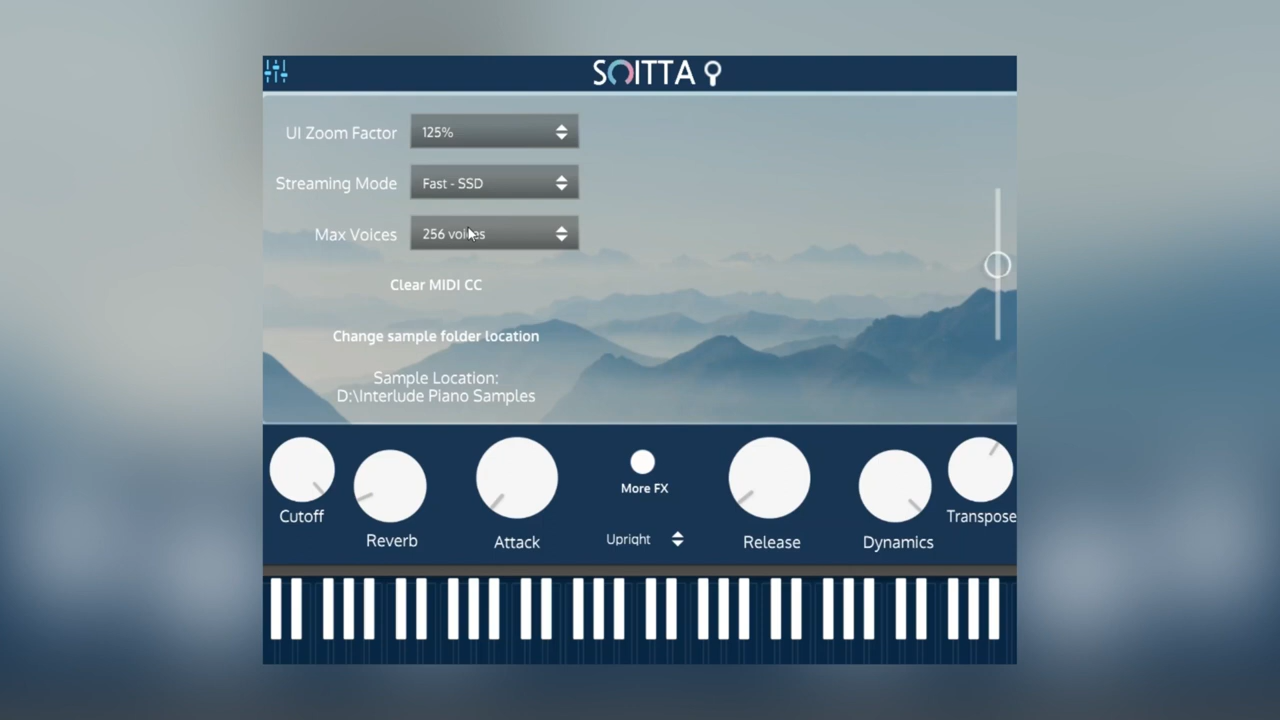 SOITTA
UI Zoom Factor 125%
Streaming Mode Fast - SSD
Max Voices 256 voices
Clear MIDI CC
Change sample folder location
Sample Location:
D:\Interlude Piano Samples
Cutoff
Reverb
Attack
More FX
Upright
Release
Dynamics
Transpose